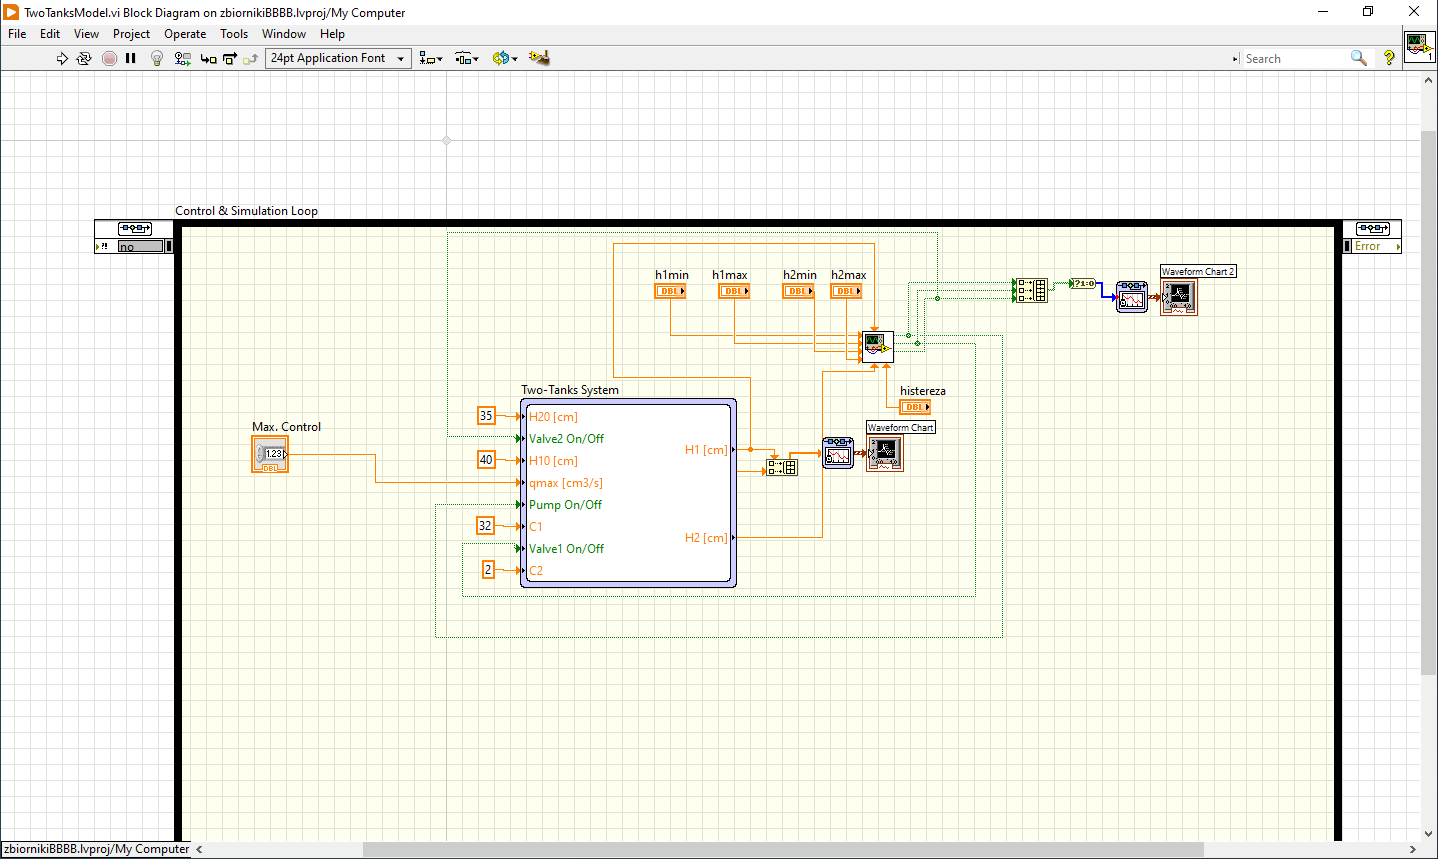 TwoTanksModel.vi Block Diagram on zbiornikiBBBB.lvproj/My Computer
File Edit View Project Operate Tools Window Help
24pt Application Font
Search
?
1
Control & Simulation Loop
?! no
Error
h1min h1max h2min h2max
DBL DBL DBL DBL
Waveform Chart 2
?1:0
histereza
DBL
Two-Tanks System
35 H20 [cm]
Valve2 On/Off
40 H10 [cm]
qmax [cm3/s]
Pump On/Off
32 C1
Valve1 On/Off
2 C2
H1 [cm]
H2 [cm]
Max. Control
1.23
DBL
Waveform Chart
zbiornikiBBBB.lvproj/My Computer